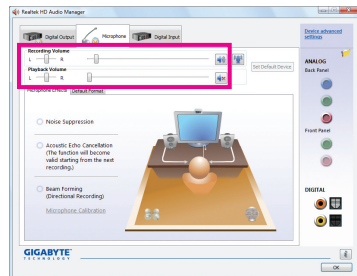 Realtek HD Audio Manager
Digital Output
Microphone
Digital Input
Device advanced
settings
Recording Volume
L
R
Set Default Device
Playback Volume
L
R
ANALOG
Back Panel
Microphone Effects
Default Format
Noise Suppression
Acoustic Echo Cancellation
(The function will become
valid starting from the next
recording.)
Front Panel
Beam Forming
(Directional Recording)
Microphone Calibration
DIGITAL
GIGABYTE
TECHNOLOGY
OK